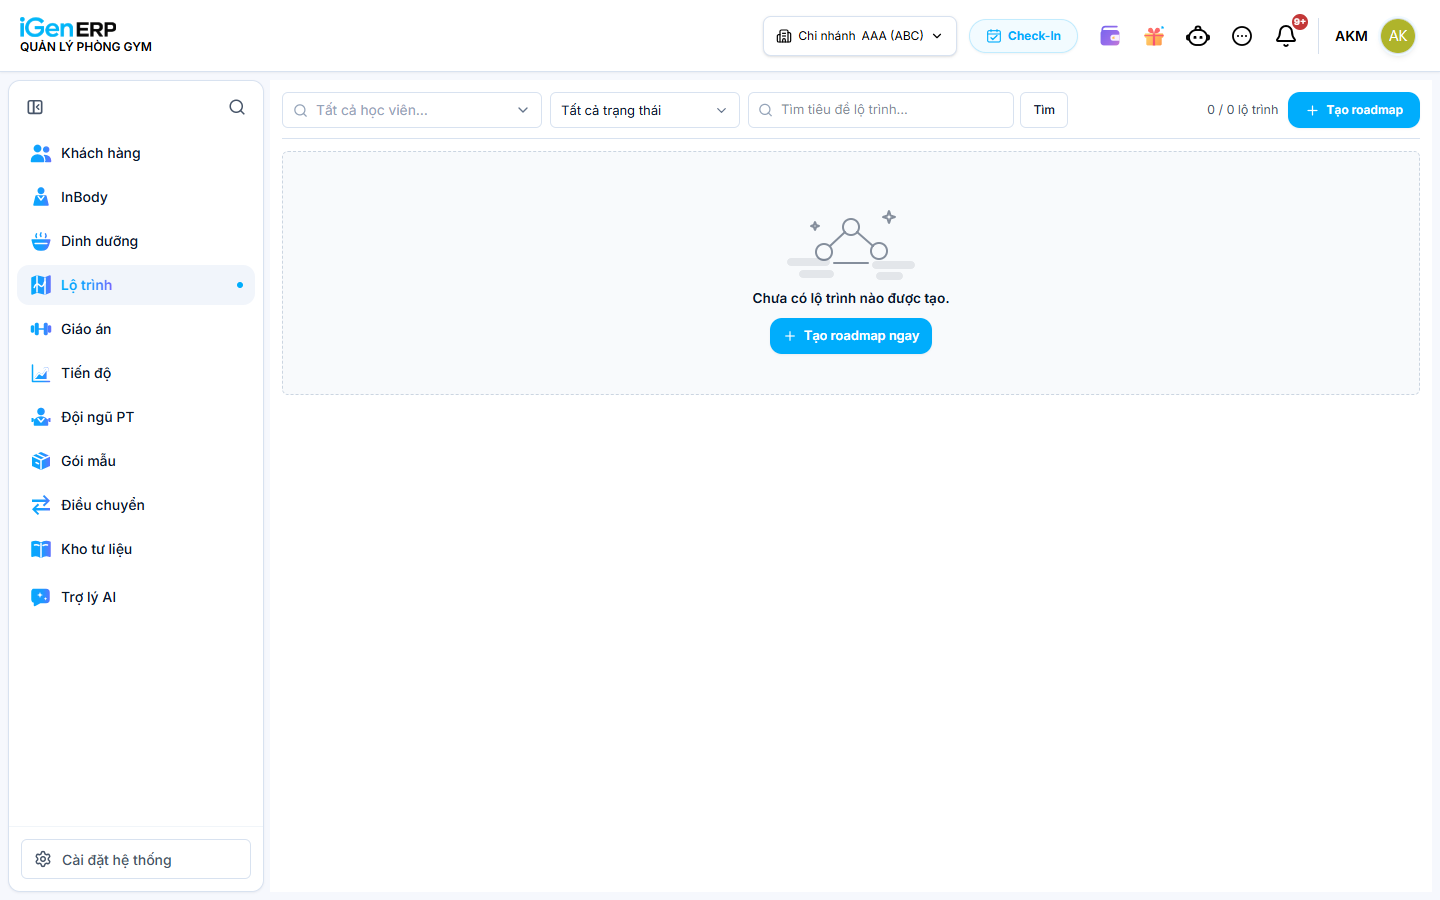 iGenERP
QUẢN LÝ PHÒNG GYM
Chi nhánh AAA (ABC)
Check-In
9+
AKM
AK
Khách hàng
InBody
Dinh dưỡng
Lộ trình
Giáo án
Tiến độ
Đội ngũ PT
Gói mẫu
Điều chuyển
Kho tư liệu
Trợ lý AI
Cài đặt hệ thống
Tất cả học viên...
Tất cả trạng thái
Tìm tiêu đề lộ trình...
Tìm
0 / 0 lộ trình
Tạo roadmap
Chưa có lộ trình nào được tạo.
Tạo roadmap ngay